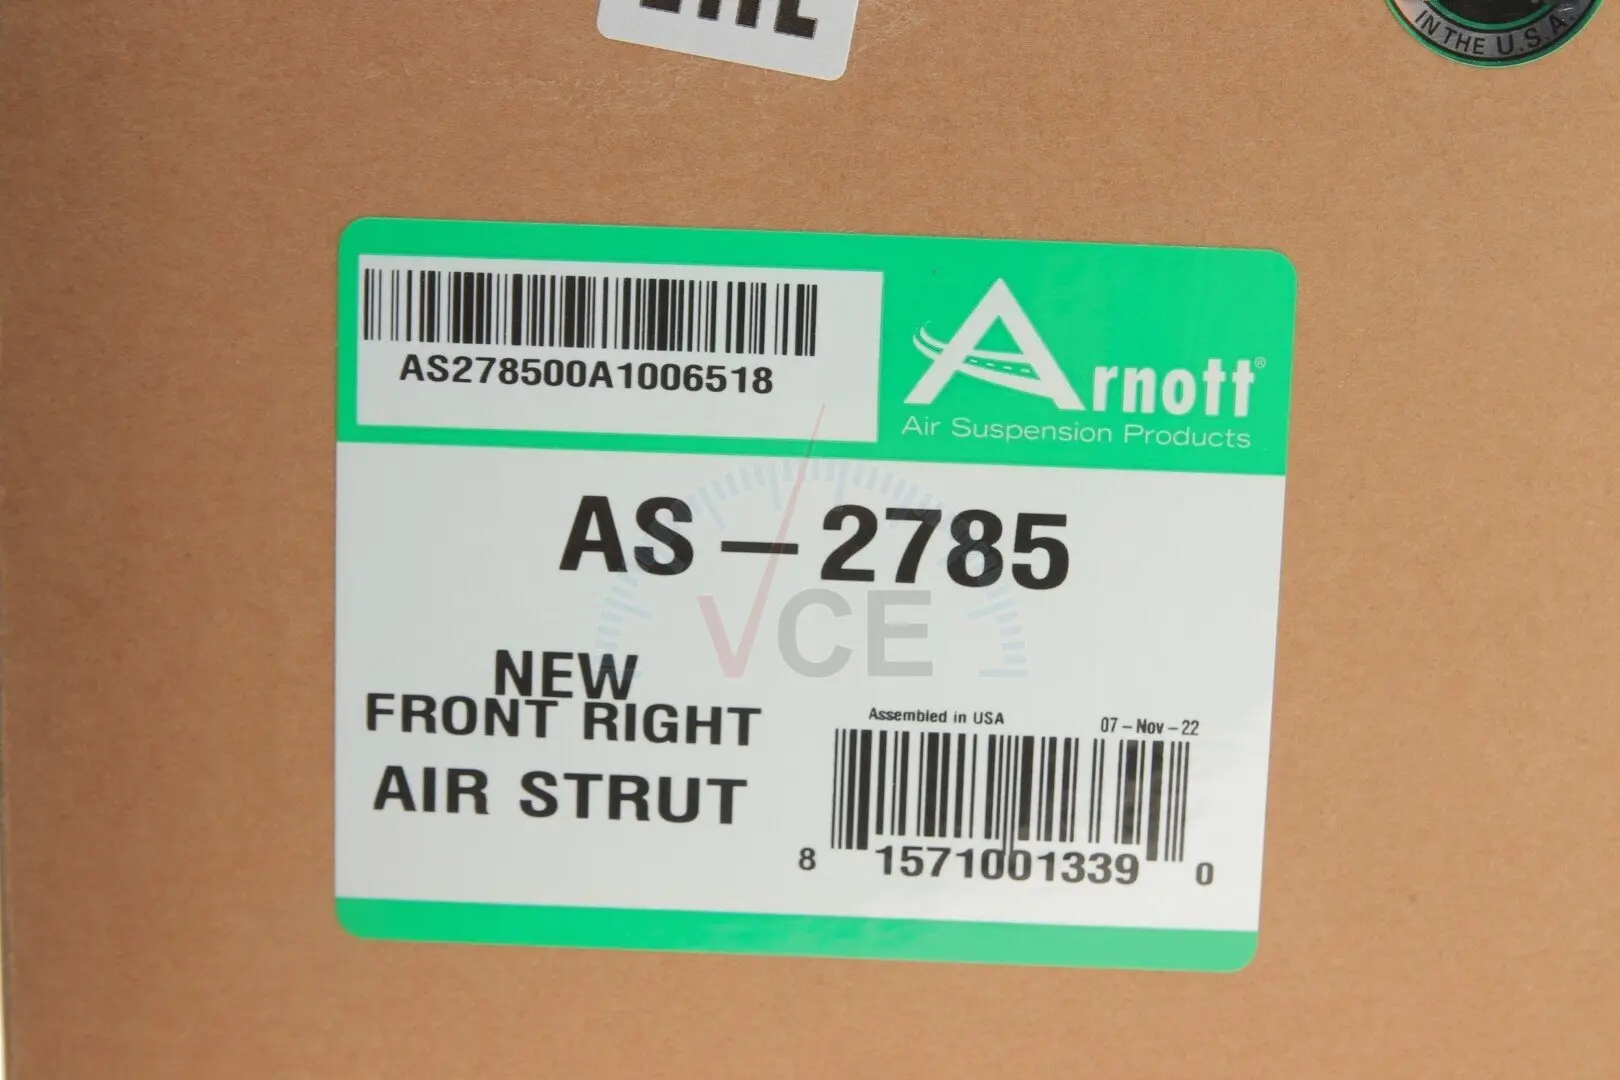 IN THE U.S.A.
AS278500A1006518
Arnott®
Air Suspension Products
AS-2785
VCE
NEW
FRONT RIGHT
AIR STRUT
Assembled in USA 07-Nov-22
8 1571001339 0